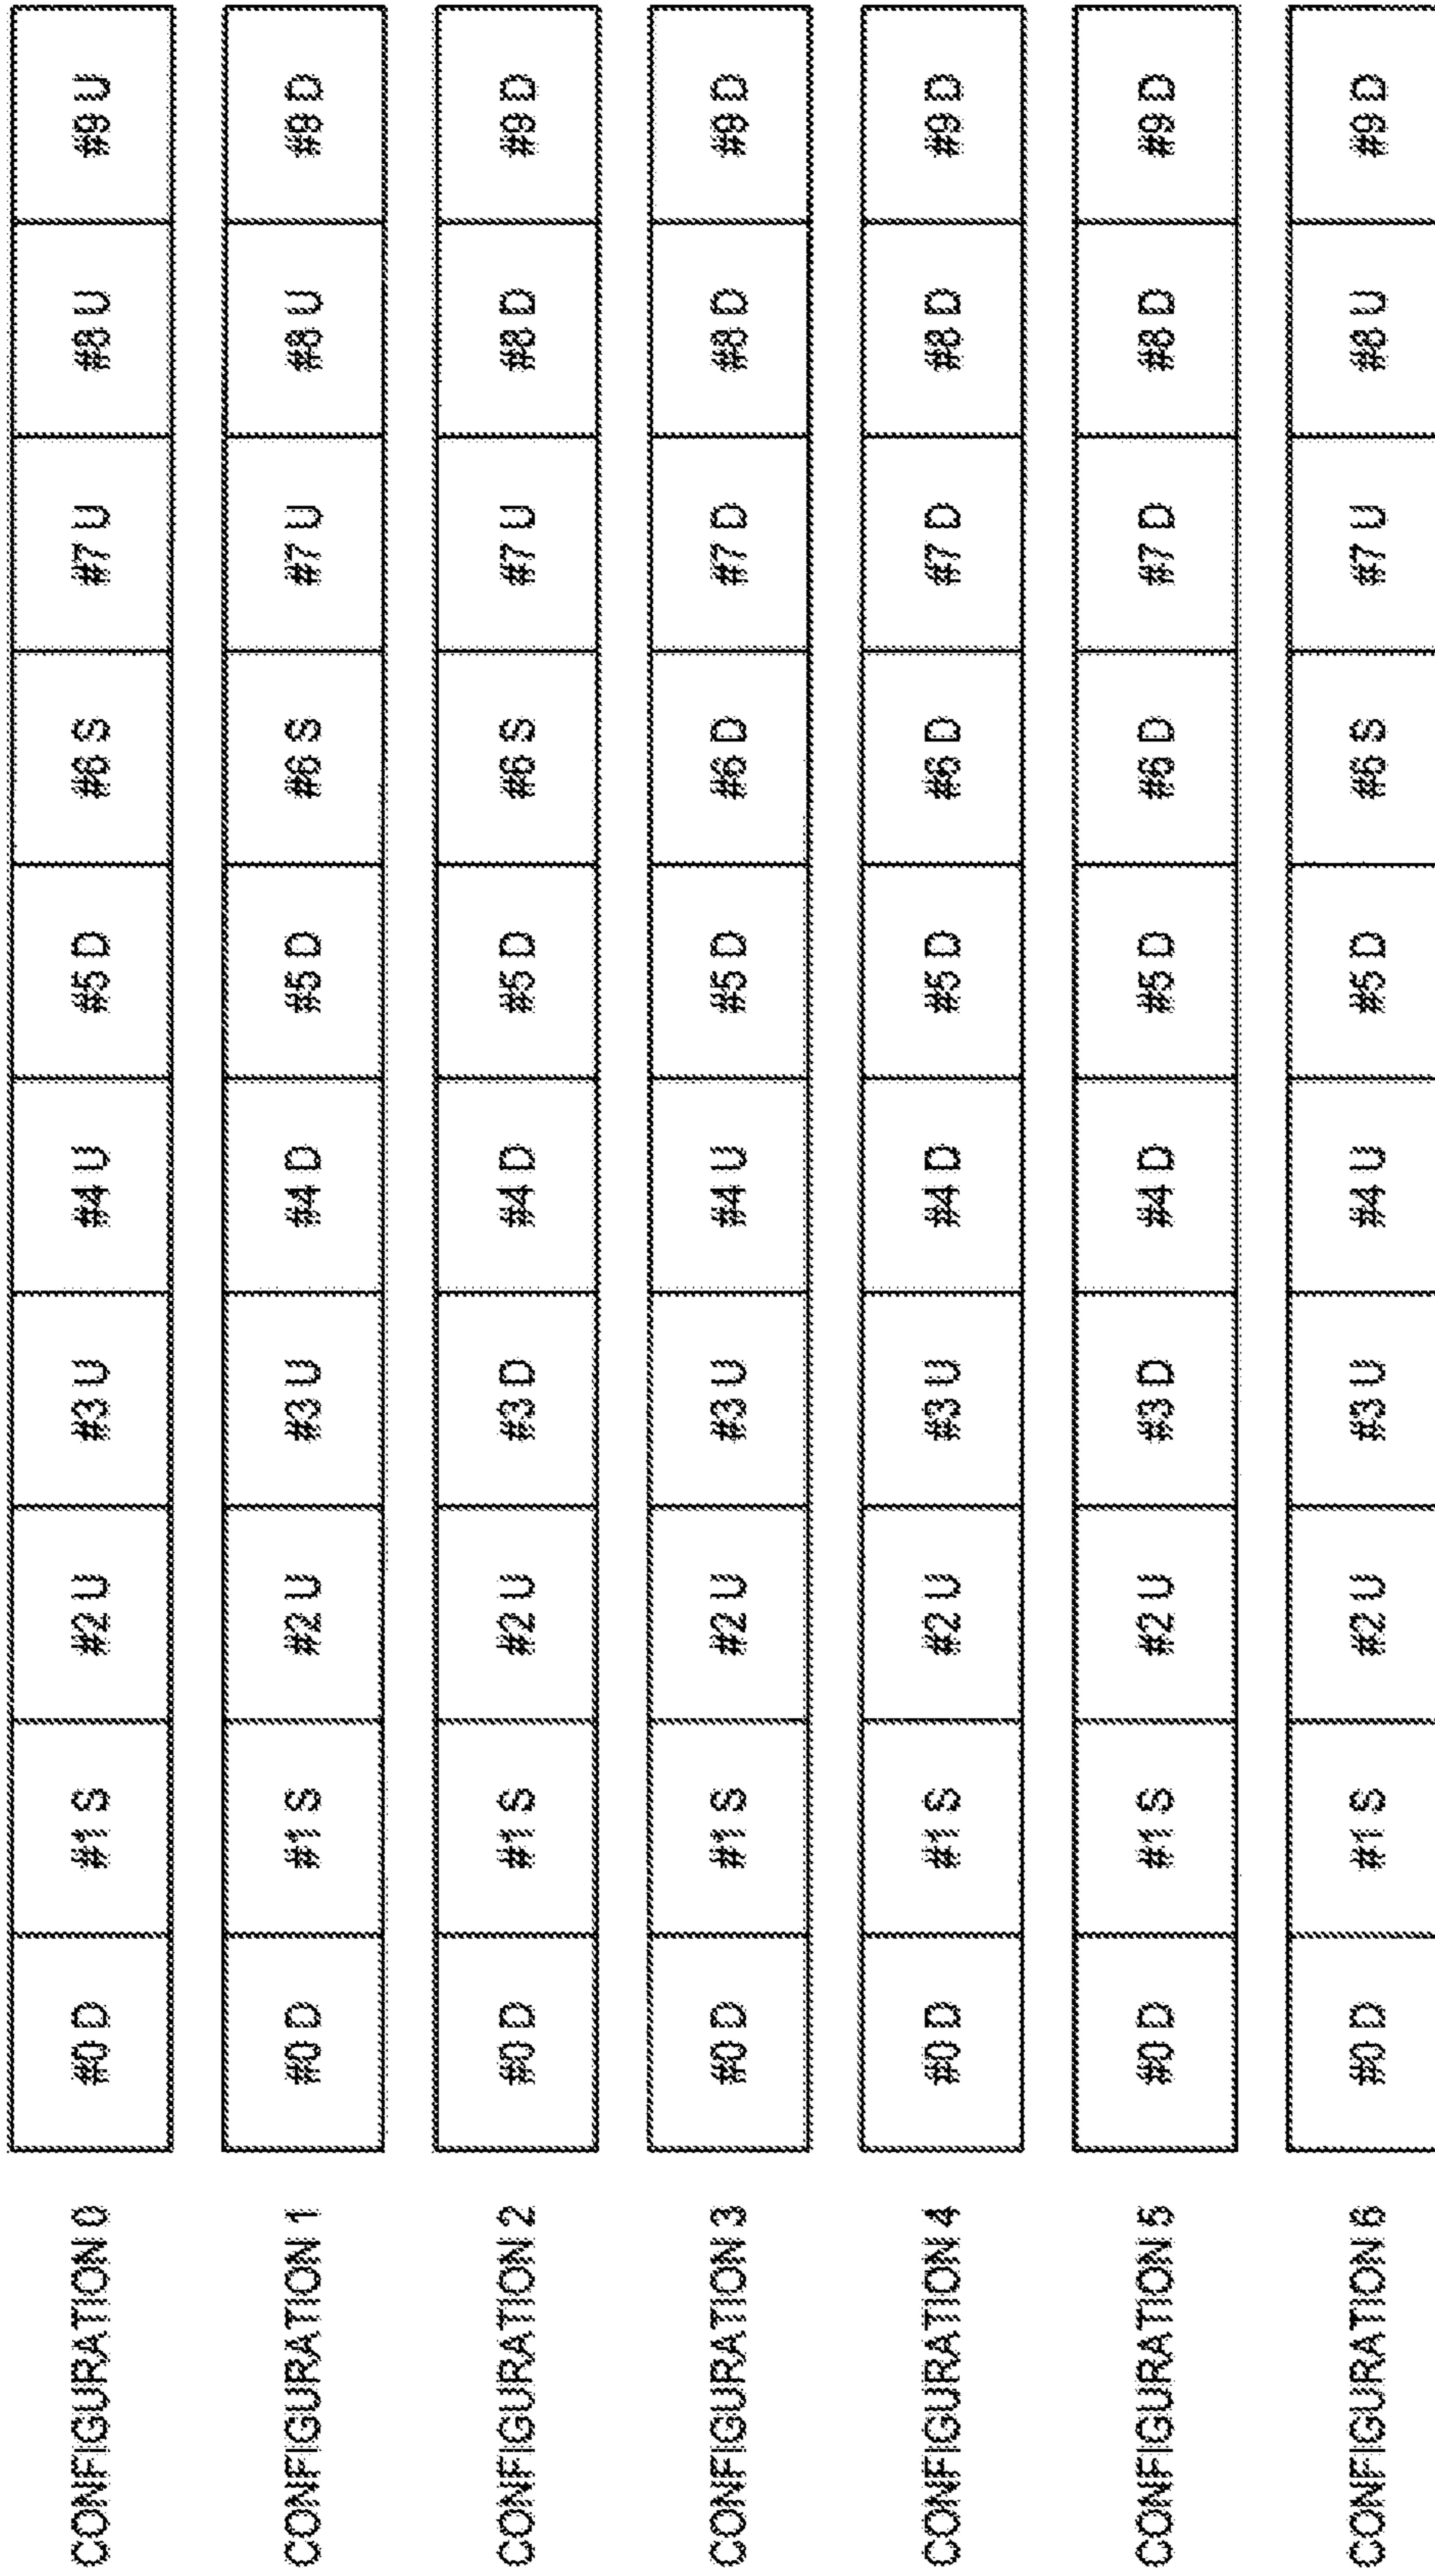 CONFIGURATION 0 #0 D #1 S #2 U #3 U #4 U #5 D #6 S #7 U #8 U #9 U
CONFIGURATION 1 #0 D #1 S #2 U #3 U #4 D #5 D #6 S #7 U #8 U #9 D
CONFIGURATION 2 #0 D #1 S #2 U #3 D #4 D #5 D #6 S #7 U #8 D #9 D
CONFIGURATION 3 #0 D #1 S #2 U #3 U #4 U #5 D #6 D #7 D #8 D #9 D
CONFIGURATION 4 #0 D #1 S #2 U #3 U #4 D #5 D #6 D #7 D #8 D #9 D
CONFIGURATION 5 #0 D #1 S #2 U #3 D #4 D #5 D #6 D #7 D #8 D #9 D
CONFIGURATION 6 #0 D #1 S #2 U #3 U #4 U #5 D #6 S #7 U #8 U #9 D